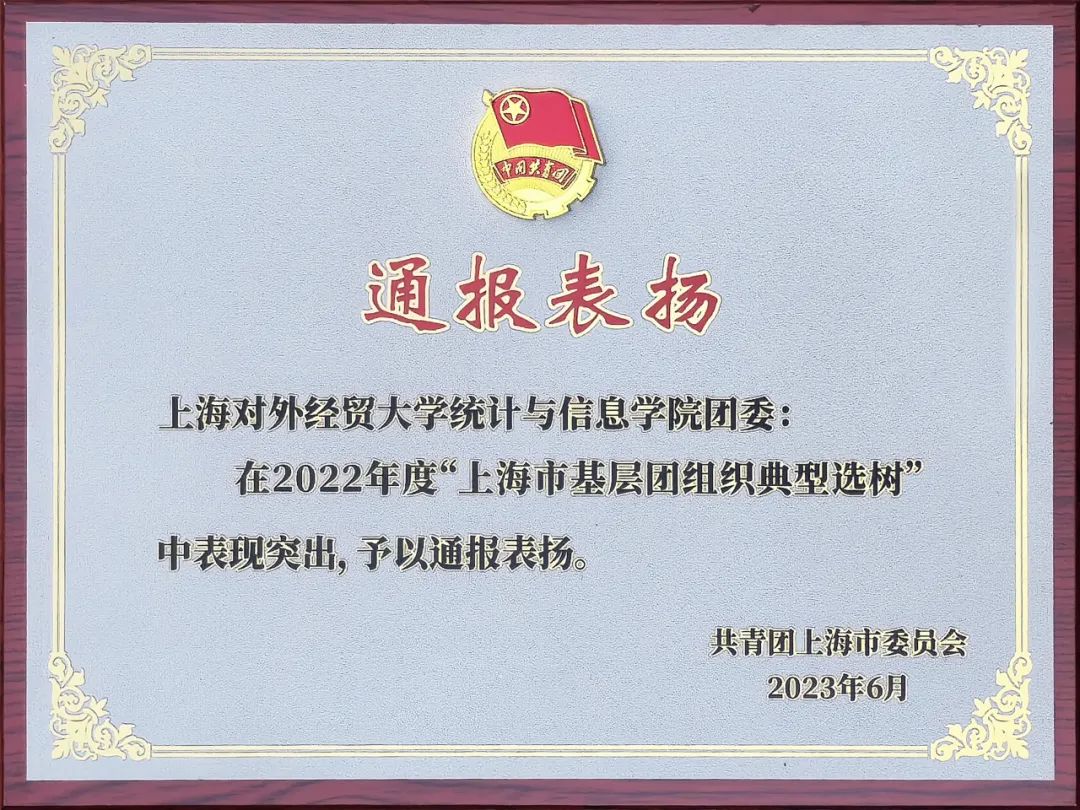 中国共青团
通报表扬
上海对外经贸大学统计与信息学院团委：
在2022年度“上海市基层团组织典型选树”
中表现突出，予以通报表扬。
共青团上海市委员会
2023年6月